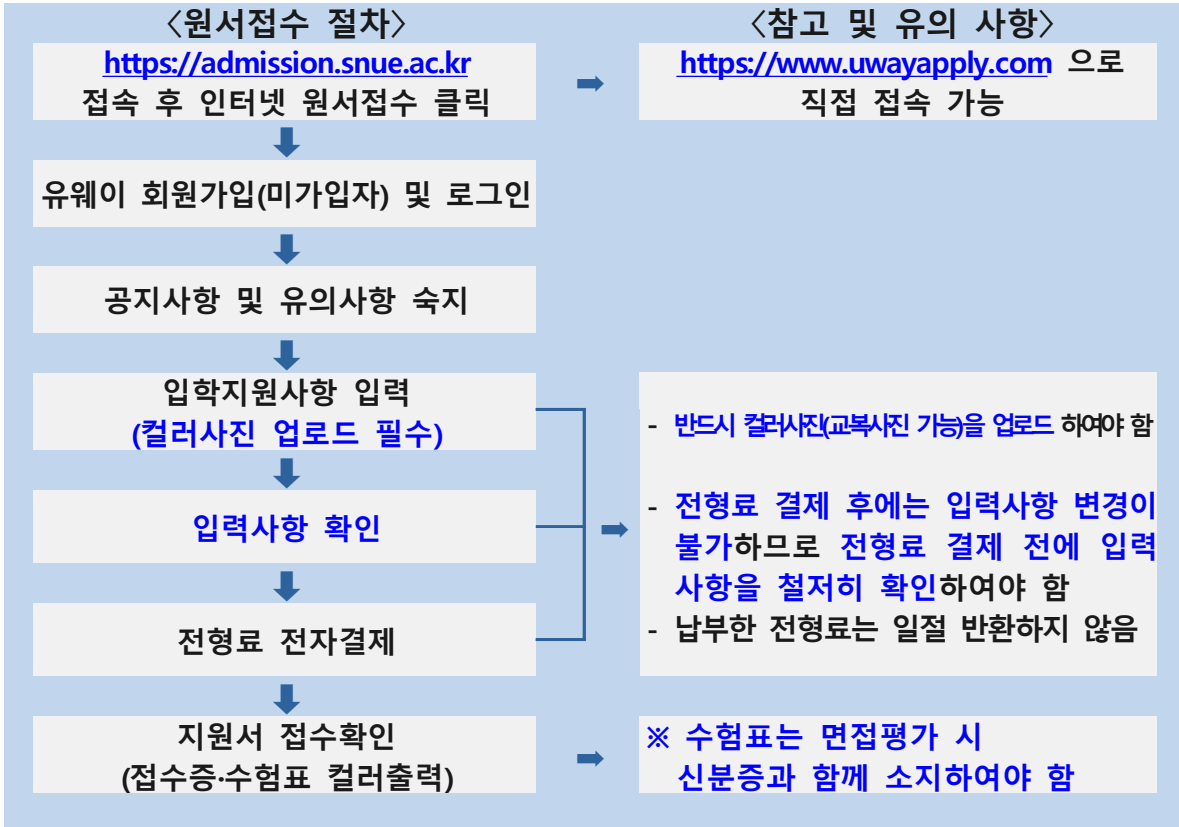 〈원서접수 절차〉
https://admission.snue.ac.kr
접속 후 인터넷 원서접수 클릭
유웨이 회원가입(미가입자) 및 로그인
공지사항 및 유의사항 숙지
입학지원사항 입력
(컬러사진 업로드 필수)
입력사항 확인
전형료 전자결제
지원서 접수확인
(접수증·수험표 컬러출력)
〈참고 및 유의 사항〉
https://www.uwayapply.com 으로
직접 접속 가능
- 반드시 컬러사진(교복사진 가능)을 업로드 하여야 함
- 전형료 결제 후에는 입력사항 변경이
불가하므로 전형료 결제 전에 입력
사항을 철저히 확인하여야 함
- 납부한 전형료는 일절 반환하지 않음
※ 수험표는 면접평가 시
신분증과 함께 소지하여야 함